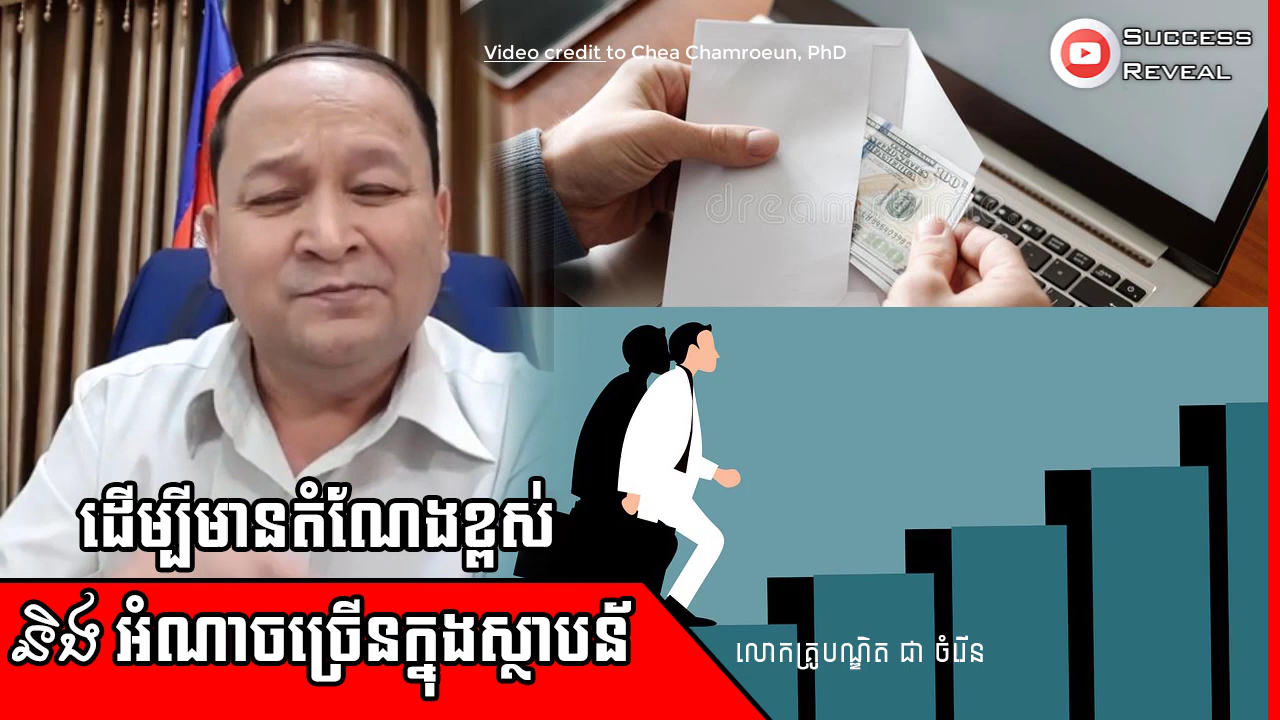 Video credit to Chea Chamroeun, PhD
SUCCESS
REVEAL
dream
ដើម្បីមានតំណែងខ្ពស់
និង អំណាចច្រើនក្នុងស្ថាបន័
លោកគ្រូបណ្ឌិត ជា ចំរើន